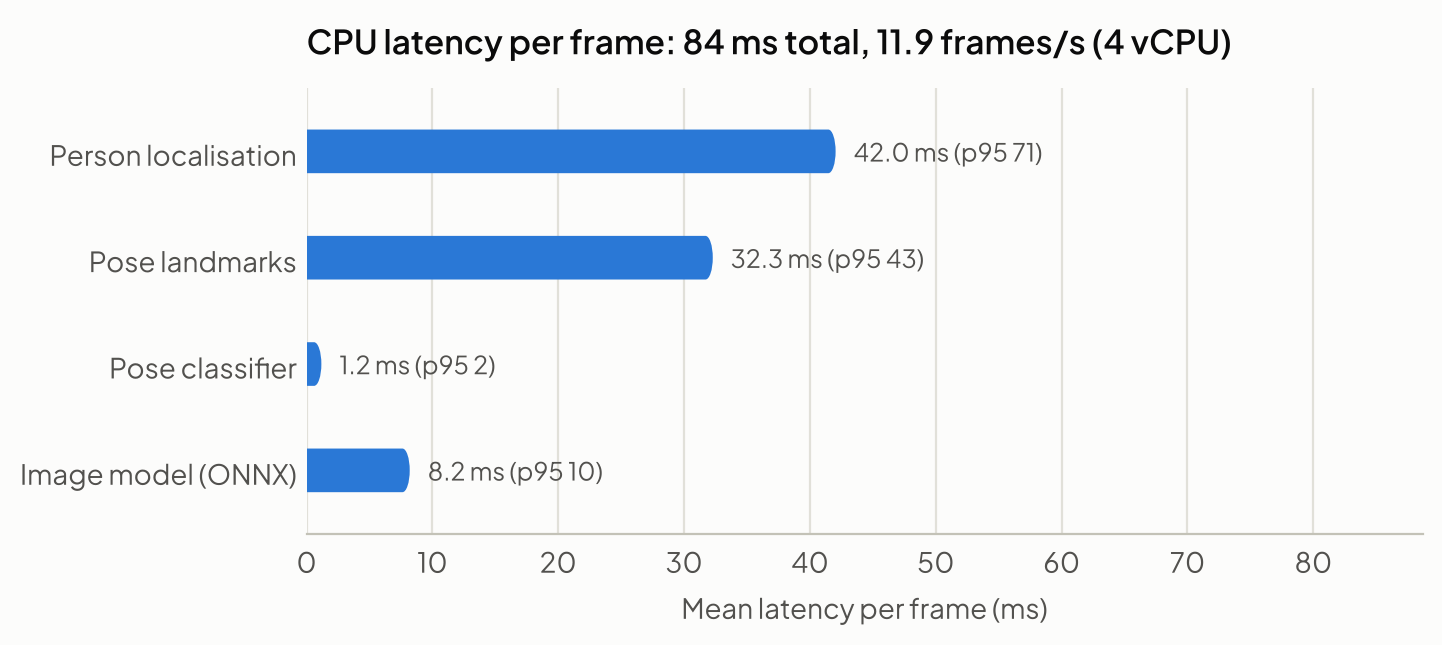 CPU latency per frame: 84 ms total, 11.9 frames/s (4 vCPU)
Person localisation 42.0 ms (p95 71)
Pose landmarks 32.3 ms (p95 43)
Pose classifier 1.2 ms (p95 2)
Image model (ONNX) 8.2 ms (p95 10)
0 10 20 30 40 50 60 70 80
Mean latency per frame (ms)